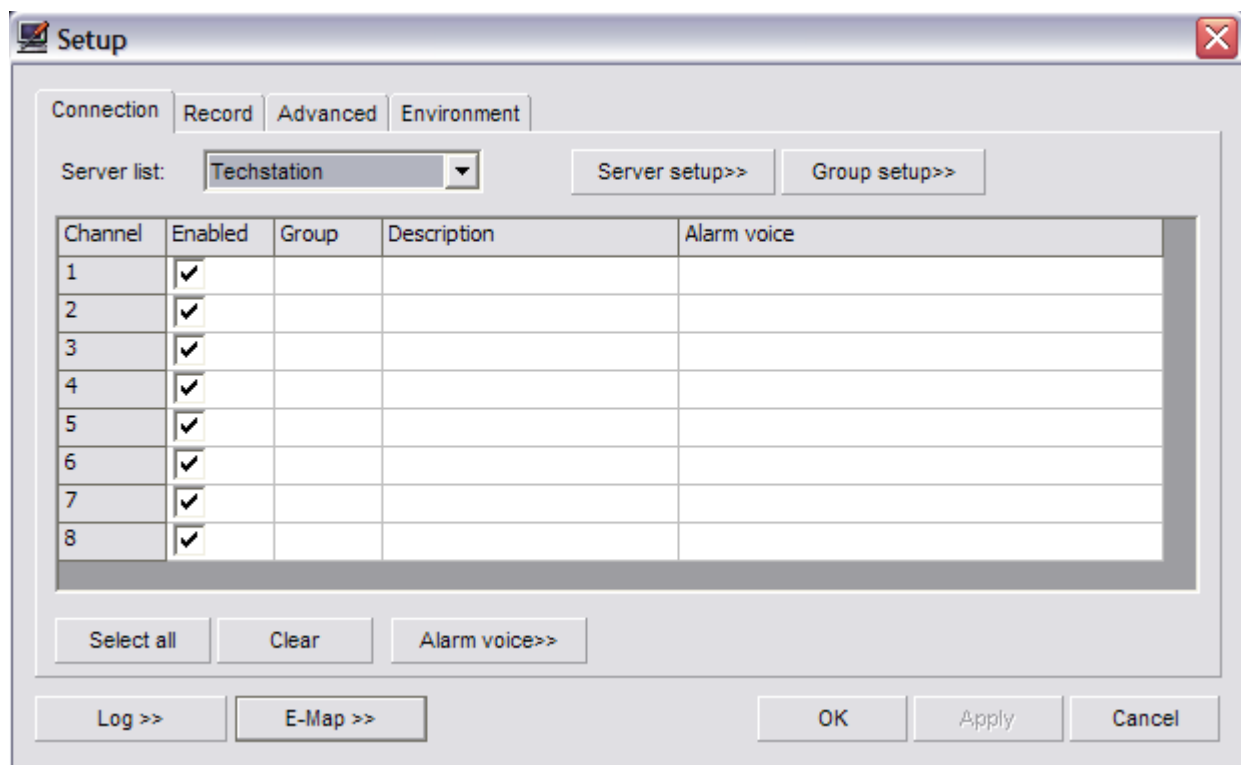 Setup
Connection Record Advanced Environment
Server list: Techstation Server setup>> Group setup>>
Channel Enabled Group Description Alarm voice
1
2
3
4
5
6
7
8
Select all Clear Alarm voice>>
Log >> E-Map >> OK Apply Cancel